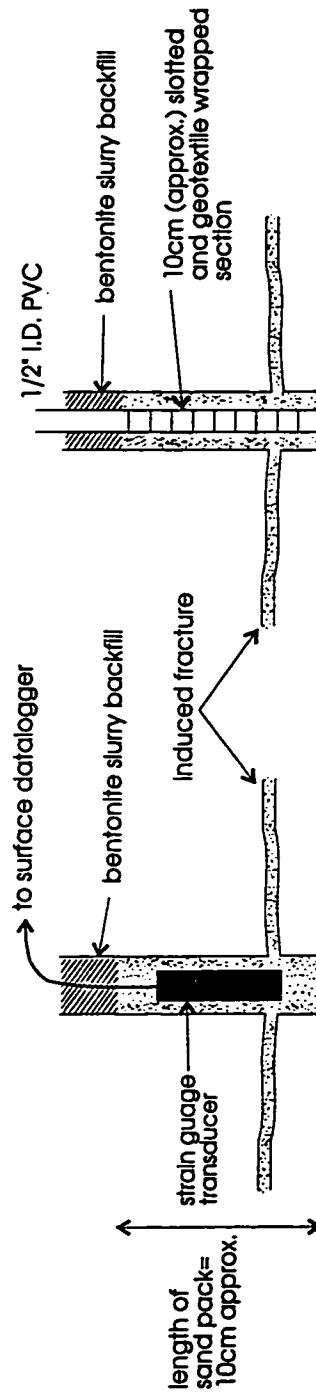 to surface datalogger
bentonite slurry backfill
strain guage
transducer
length of
sand pack=
10cm approx.
Induced fracture
1/2" I.D. PVC
bentonite slurry backfill
10cm (approx.) slotted
and geotextile wrapped
section